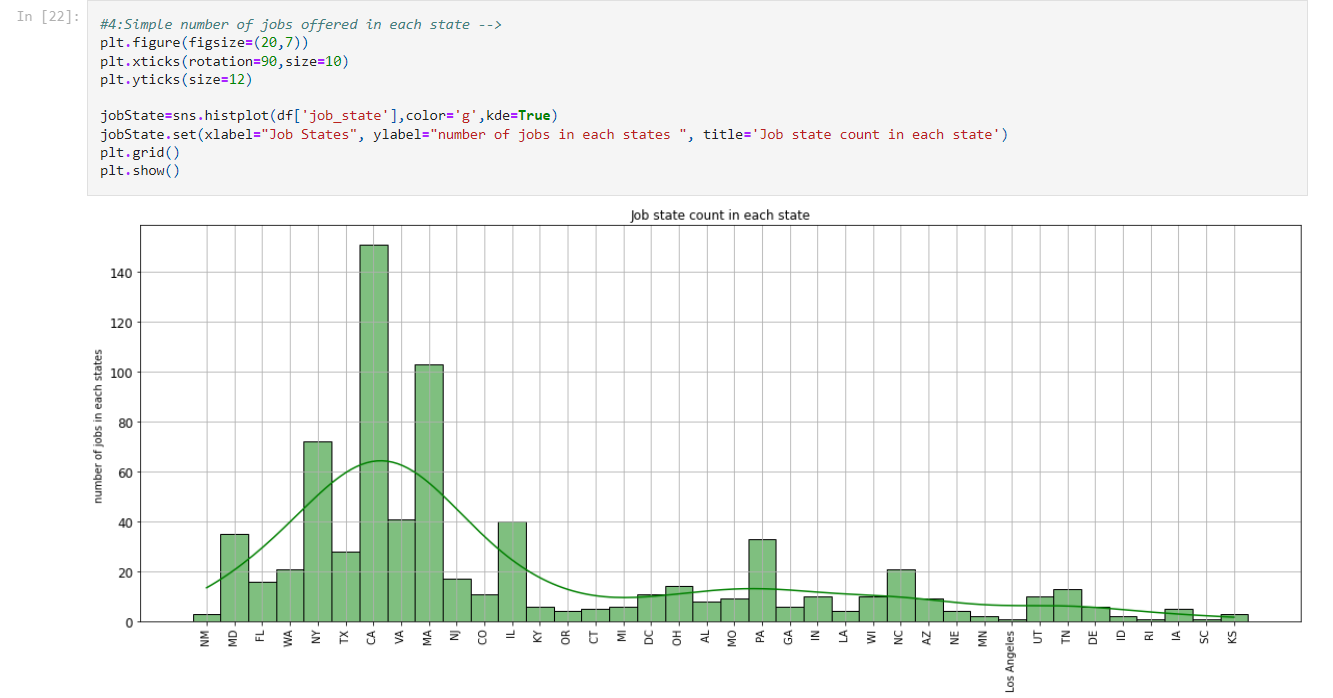 In [22]:
#4:Simple number of jobs offered in each state -->
plt.figure(figsize=(20,7))
plt.xticks(rotation=90,size=10)
plt.yticks(size=12)
jobState=sns.histplot(df['job_state'],color='g',kde=True)
jobState.set(xlabel="Job States", ylabel="number of jobs in each states ", title='Job state count in each state')
plt.grid()
plt.show()
Job state count in each state
number of jobs in each states
140
120
100
80
60
40
20
0
NM
MD
FL
WA
NY
TX
CA
VA
MA
NJ
CO
IL
KY
OR
CT
MI
DC
OH
AL
MO
PA
GA
IN
LA
WI
NC
AZ
NE
MN
Los Angeles
UT
TN
DE
ID
RI
IA
SC
KS